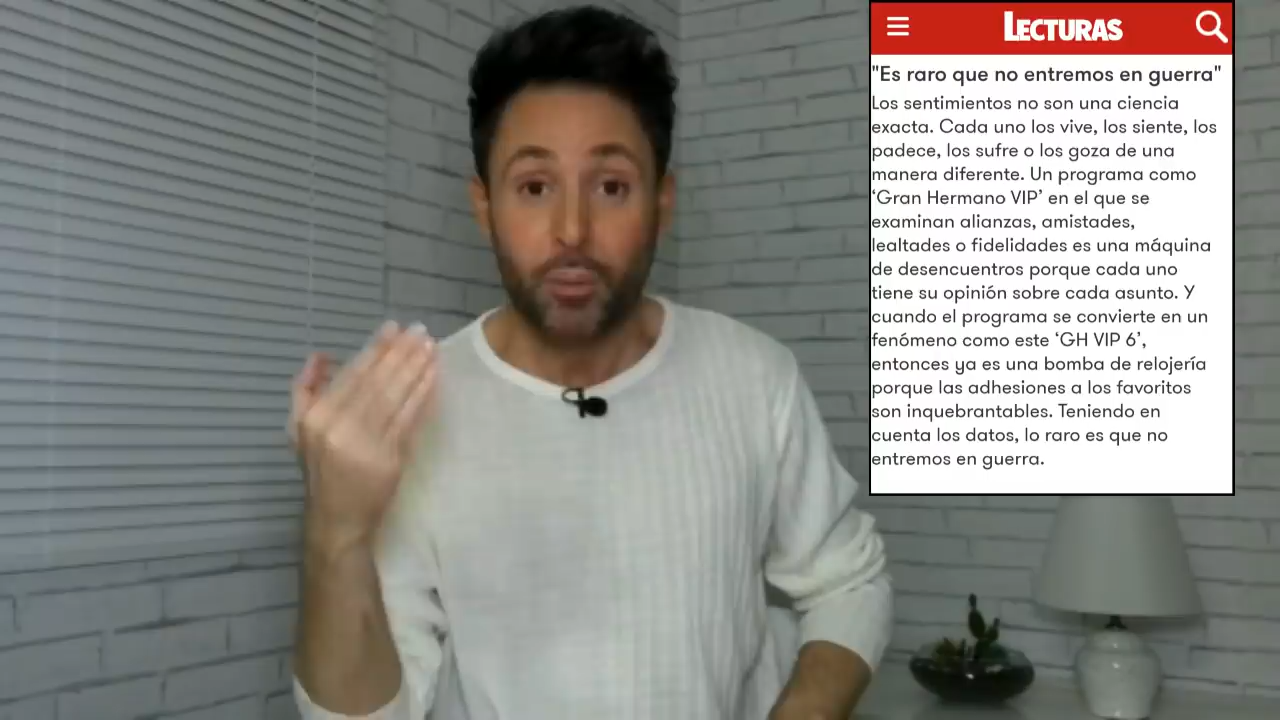 LECTURAS
"Es raro que no entremos en guerra"
Los sentimientos no son una ciencia
exacta. Cada uno los vive, los siente, los
padece, los sufre o los goza de una
manera diferente. Un programa como
‘Gran Hermano VIP’ en el que se
examinan alianzas, amistades,
lealtades o fidelidades es una máquina
de desencuentros porque cada uno
tiene su opinión sobre cada asunto. Y
cuando el programa se convierte en un
fenómeno como este ‘GH VIP 6’,
entonces ya es una bomba de relojería
porque las adhesiones a los favoritos
son inquebrantables. Teniendo en
cuenta los datos, lo raro es que no
entremos en guerra.